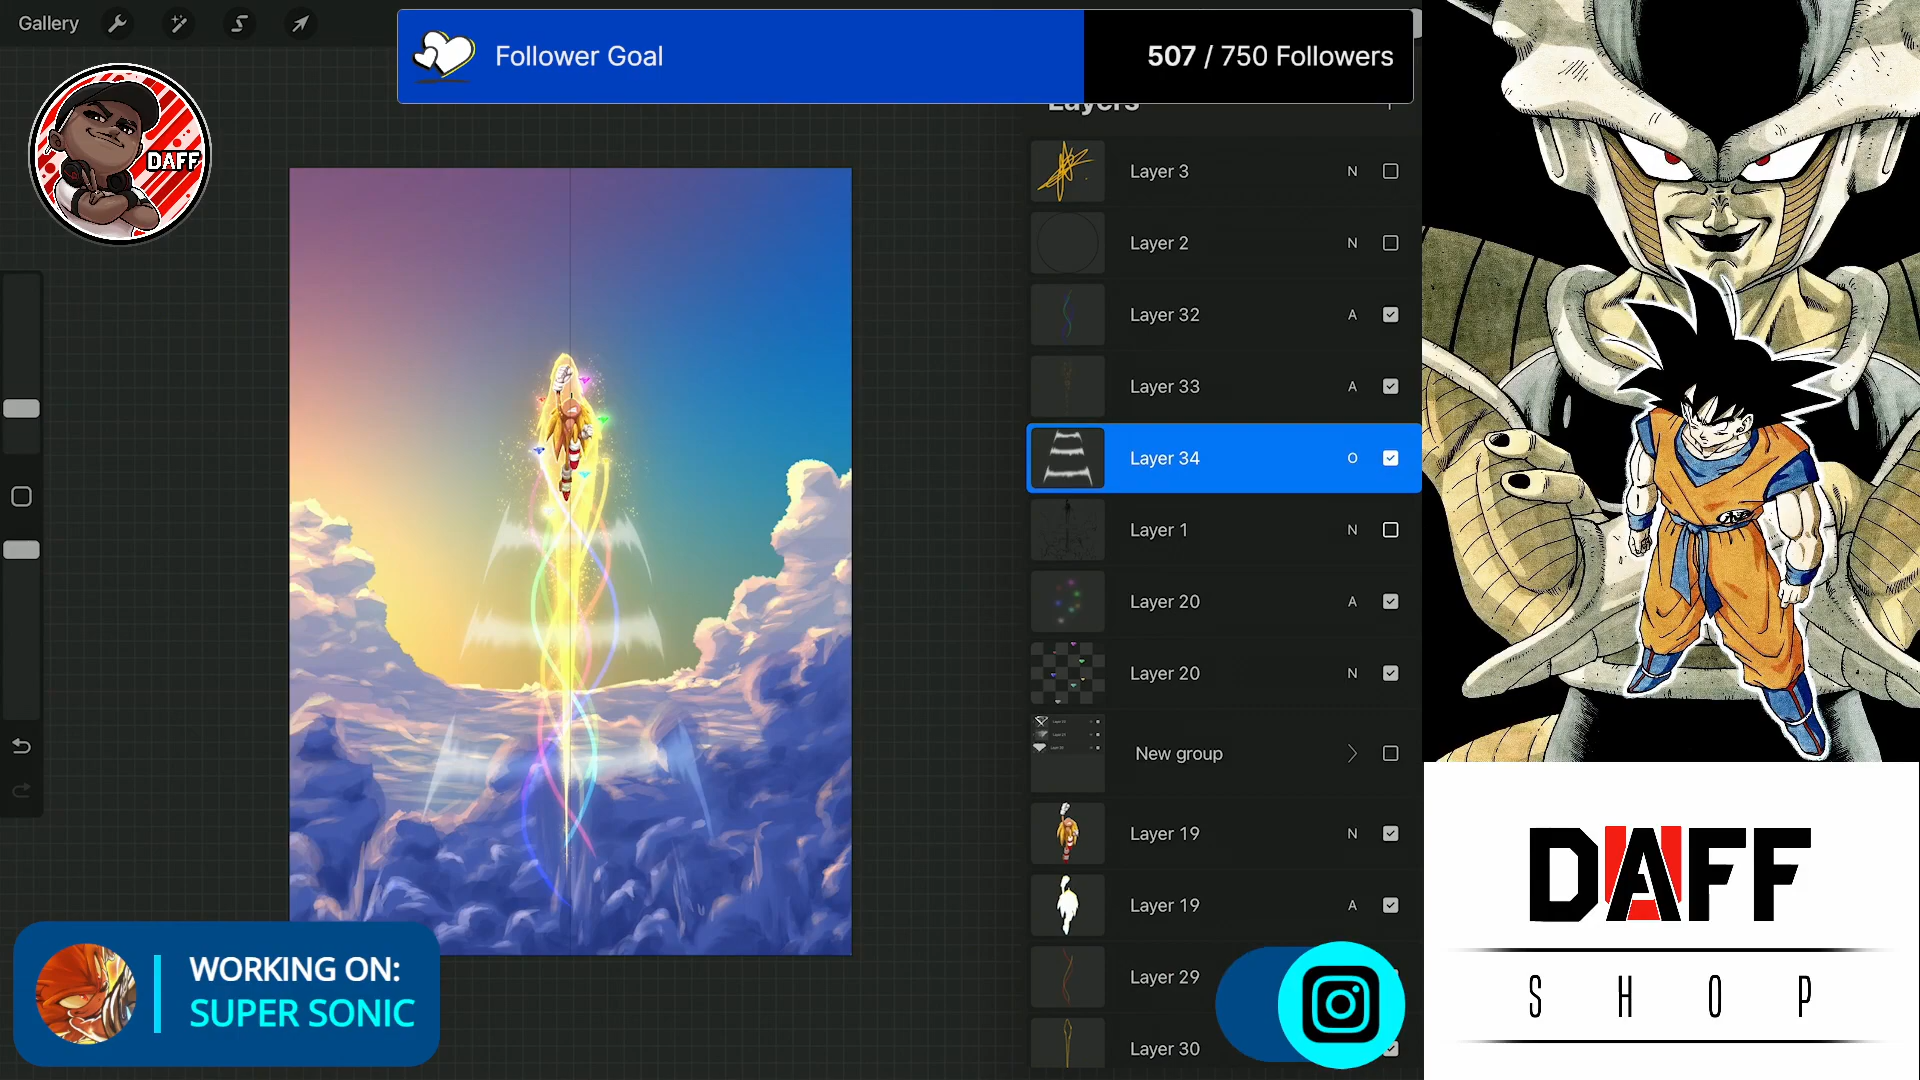 Gallery
Follower Goal
507 / 750 Followers
Layers
DAFF
Layer 3 N
Layer 2 N
Layer 32 A
Layer 33 A
Layer 34 O
Layer 1 N
Layer 20 A
Layer 20 N
New group
Layer 19 N
Layer 19 A
Layer 29
Layer 30
WORKING ON:
SUPER SONIC
DAFF
SHOP